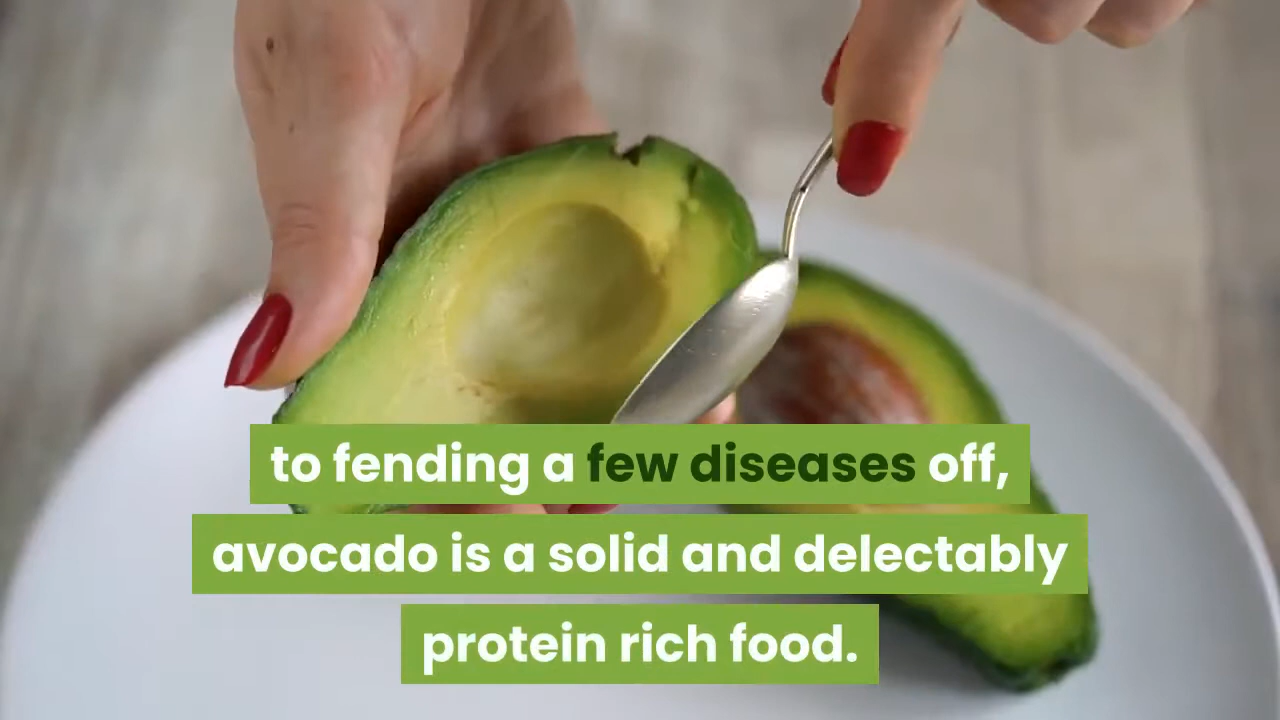 to fending a few diseases off,
avocado is a solid and delectably
protein rich food.